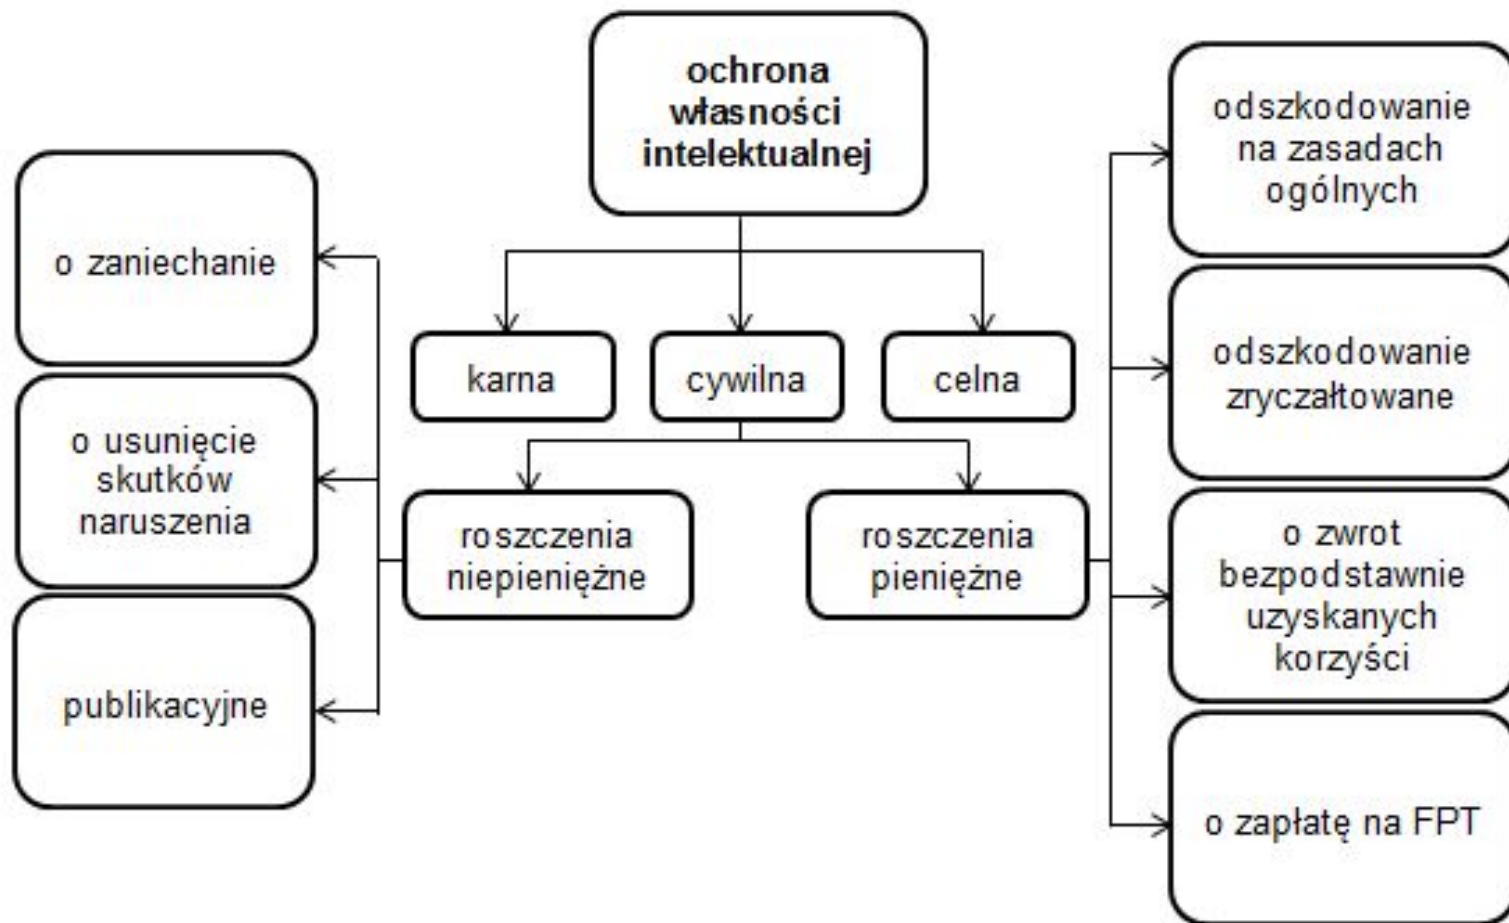 ochrona
własności
intelektualnej
karna
cywilna
celna
roszczenia
niepieniężne
roszczenia
pieniężne
o zaniechanie
o usunięcie
skutków
naruszenia
publikacyjne
odszkodowanie
na zasadach
ogólnych
odszkodowanie
zryczałtowane
o zwrot
bezpodstawnie
uzyskanych
korzyści
o zapłatę na FPT